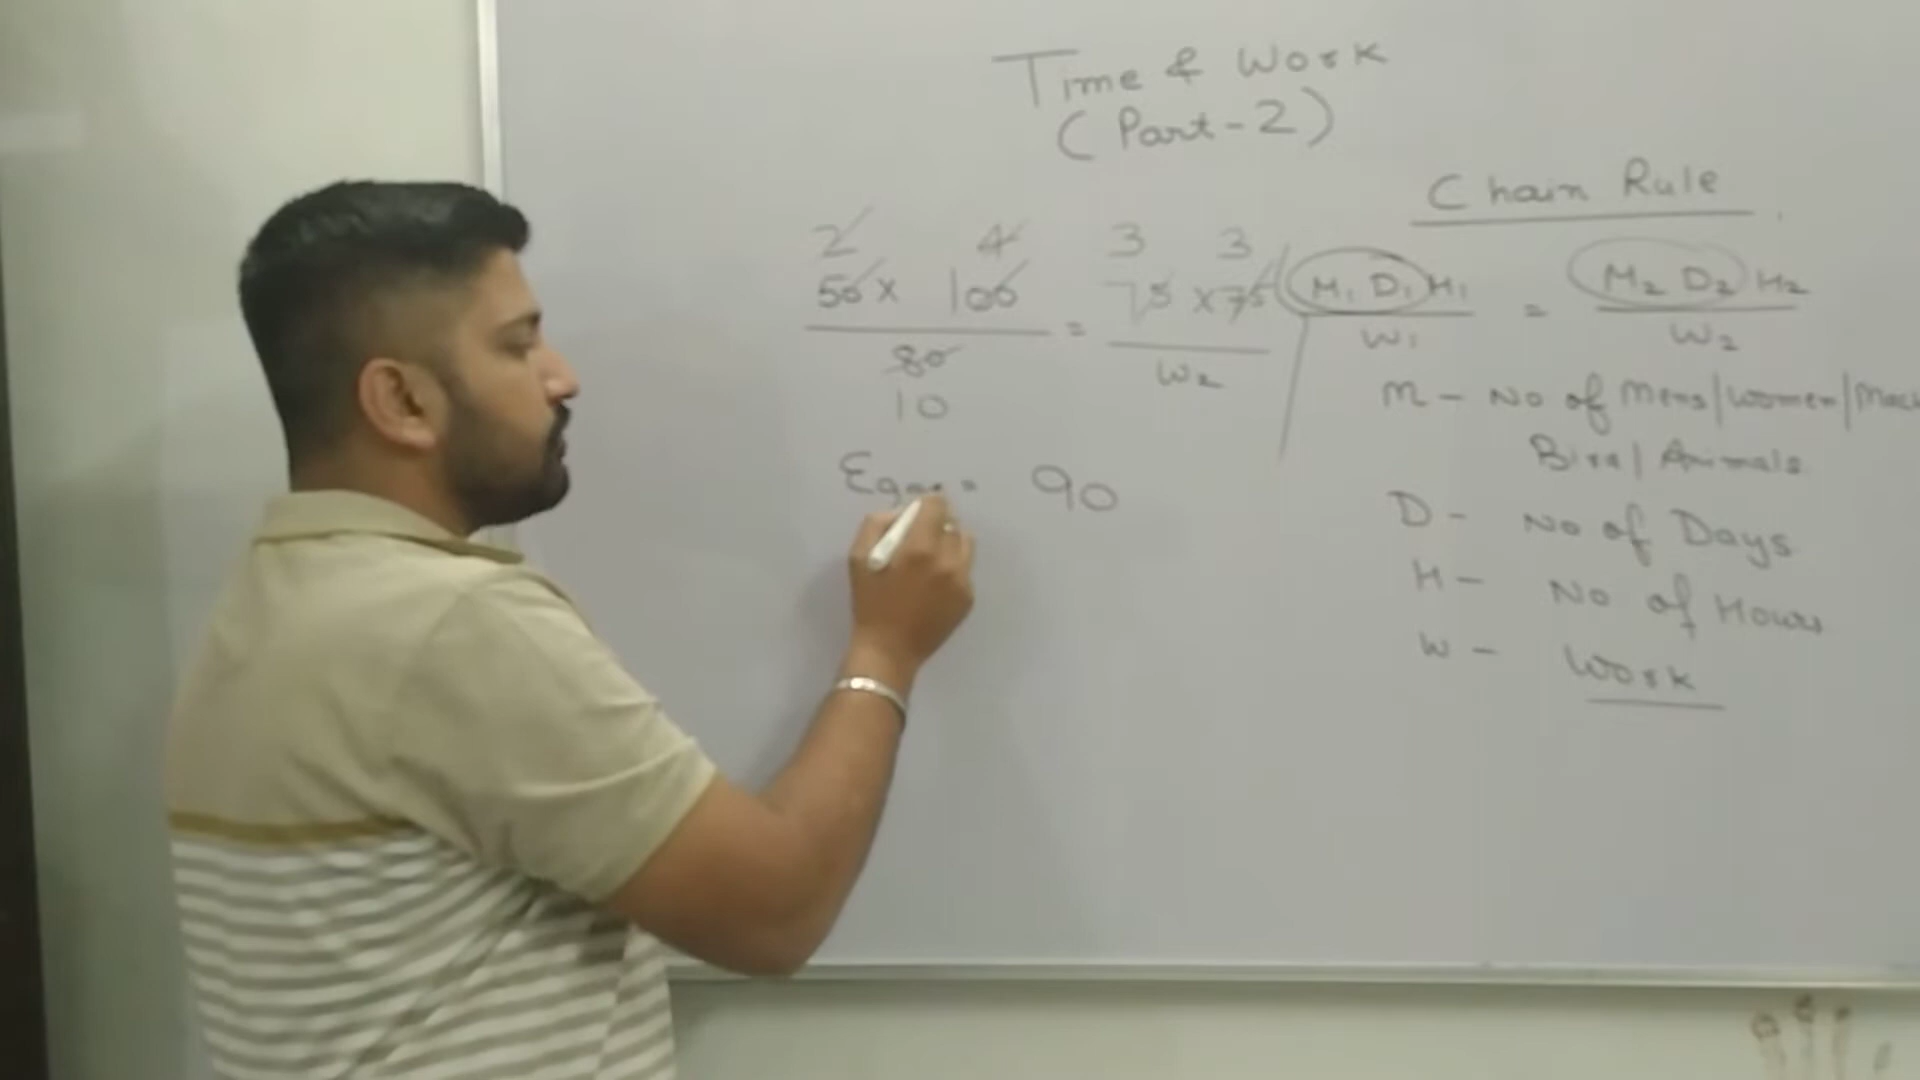 Time & Work
(Part-2)
Chain Rule
2 4 3 3
50 x 100 = 75 x 75
80 W2
10
Eggs = 90
M1 D1 H1 = M2 D2 H2
W1 W2
M - No of Mens/Women/Mach
Bird/Animals
D - No of Days
H - No of Hours
W - Work